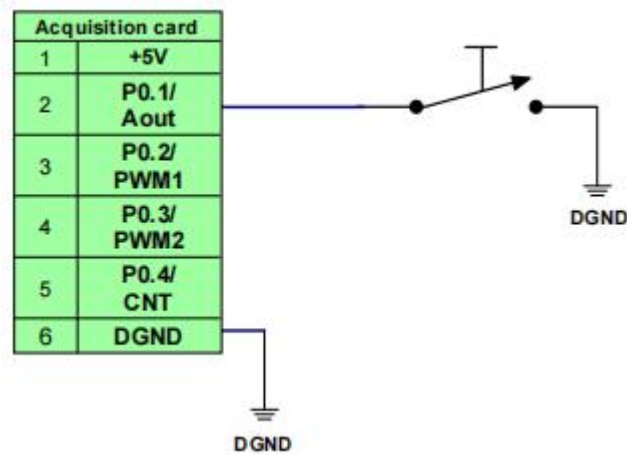 Acquisition card
1 +5V
2 P0.1/
Aout
3 P0.2/
PWM1
4 P0.3/
PWM2
5 P0.4/
CNT
6 DGND
DGND
DGND